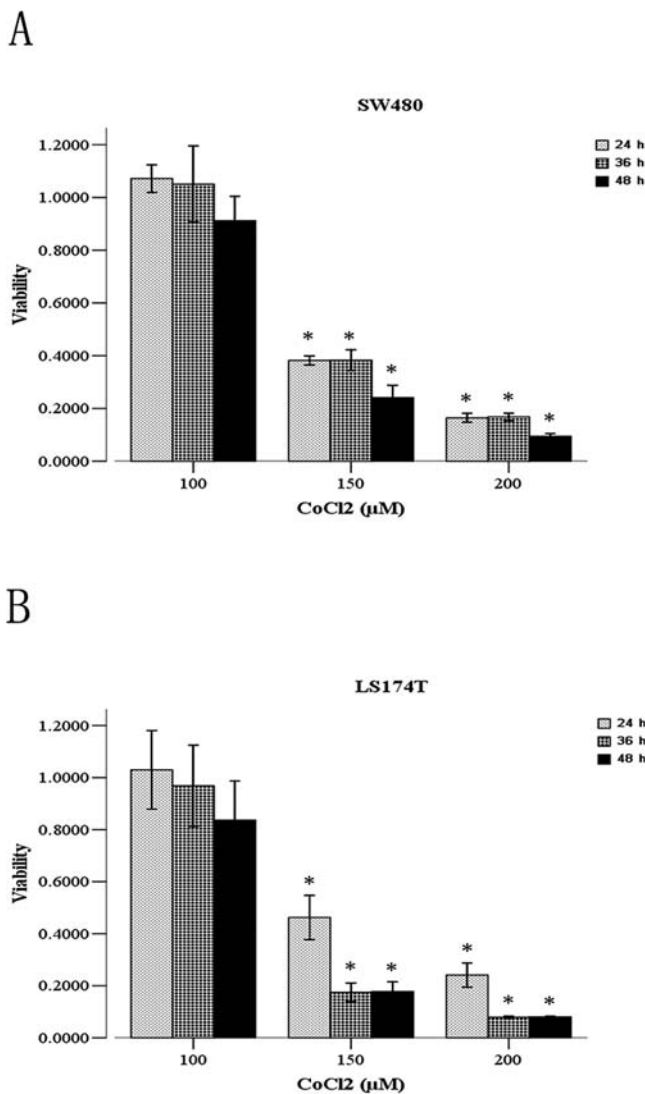 A
SW480
24 h
36 h
48 h
1.2000
1.0000
0.8000
0.6000
0.4000
0.2000
0.0000
Viability
* * *
* * *
100 150 200
CoCl2 (µM)
B
LS174T
24 h
36 h
48 h
1.2000
1.0000
0.8000
0.6000
0.4000
0.2000
0.0000
Viability
* * *
* * *
100 150 200
CoCl2 (µM)